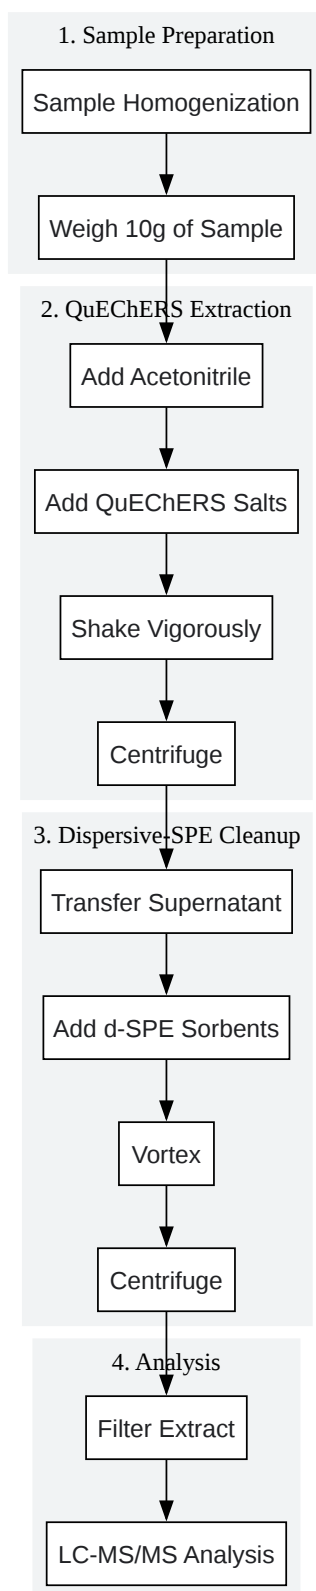 1. Sample Preparation
Sample Homogenization
Weigh 10g of Sample
2. QuEChERS Extraction
Add Acetonitrile
Add QuEChERS Salts
Shake Vigorously
Centrifuge
3. Dispersive-SPE Cleanup
Transfer Supernatant
Add d-SPE Sorbents
Vortex
Centrifuge
4. Analysis
Filter Extract
LC-MS/MS Analysis